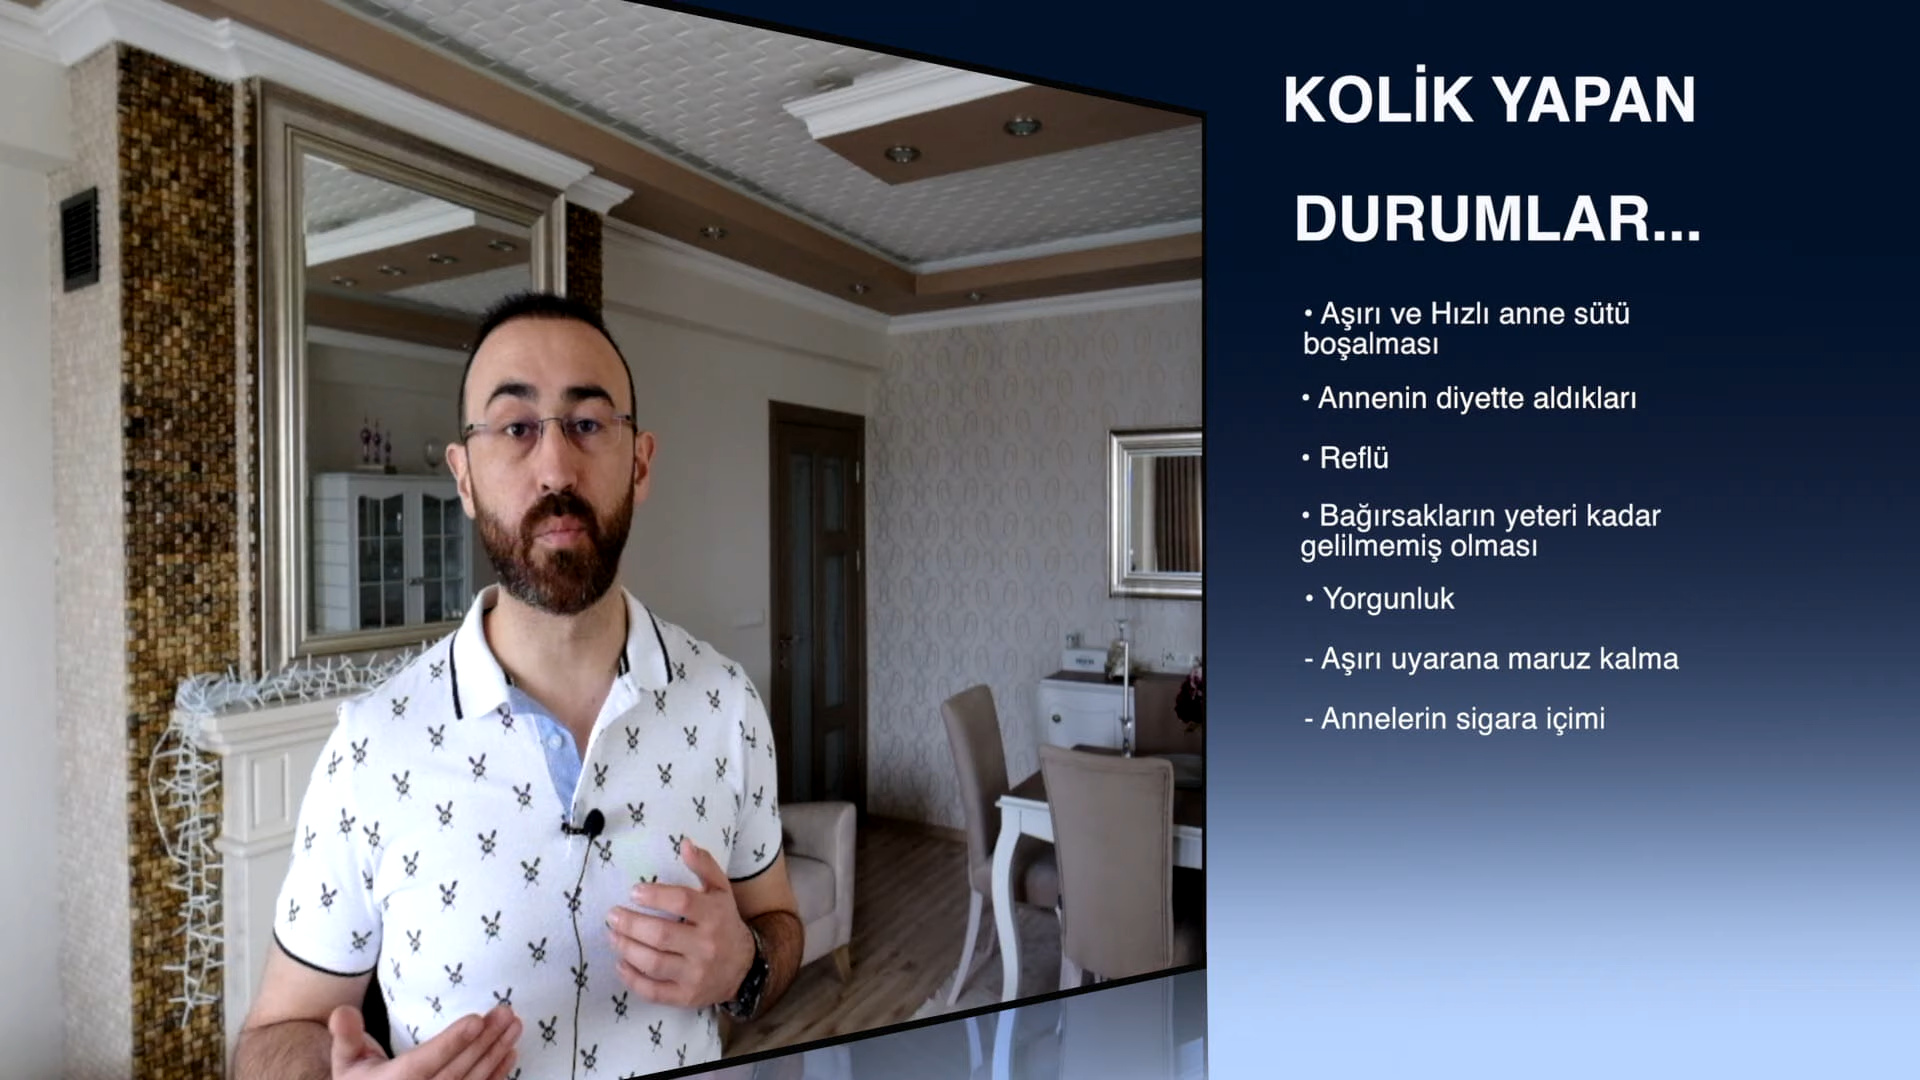 KOLİK YAPAN
DURUMLAR...
• Aşırı ve Hızlı anne sütü
boşalması
• Annenin diyette aldıkları
• Reflü
• Bağırsakların yeteri kadar
gelilmemiş olması
• Yorgunluk
- Aşırı uyarana maruz kalma
- Annelerin sigara içimi